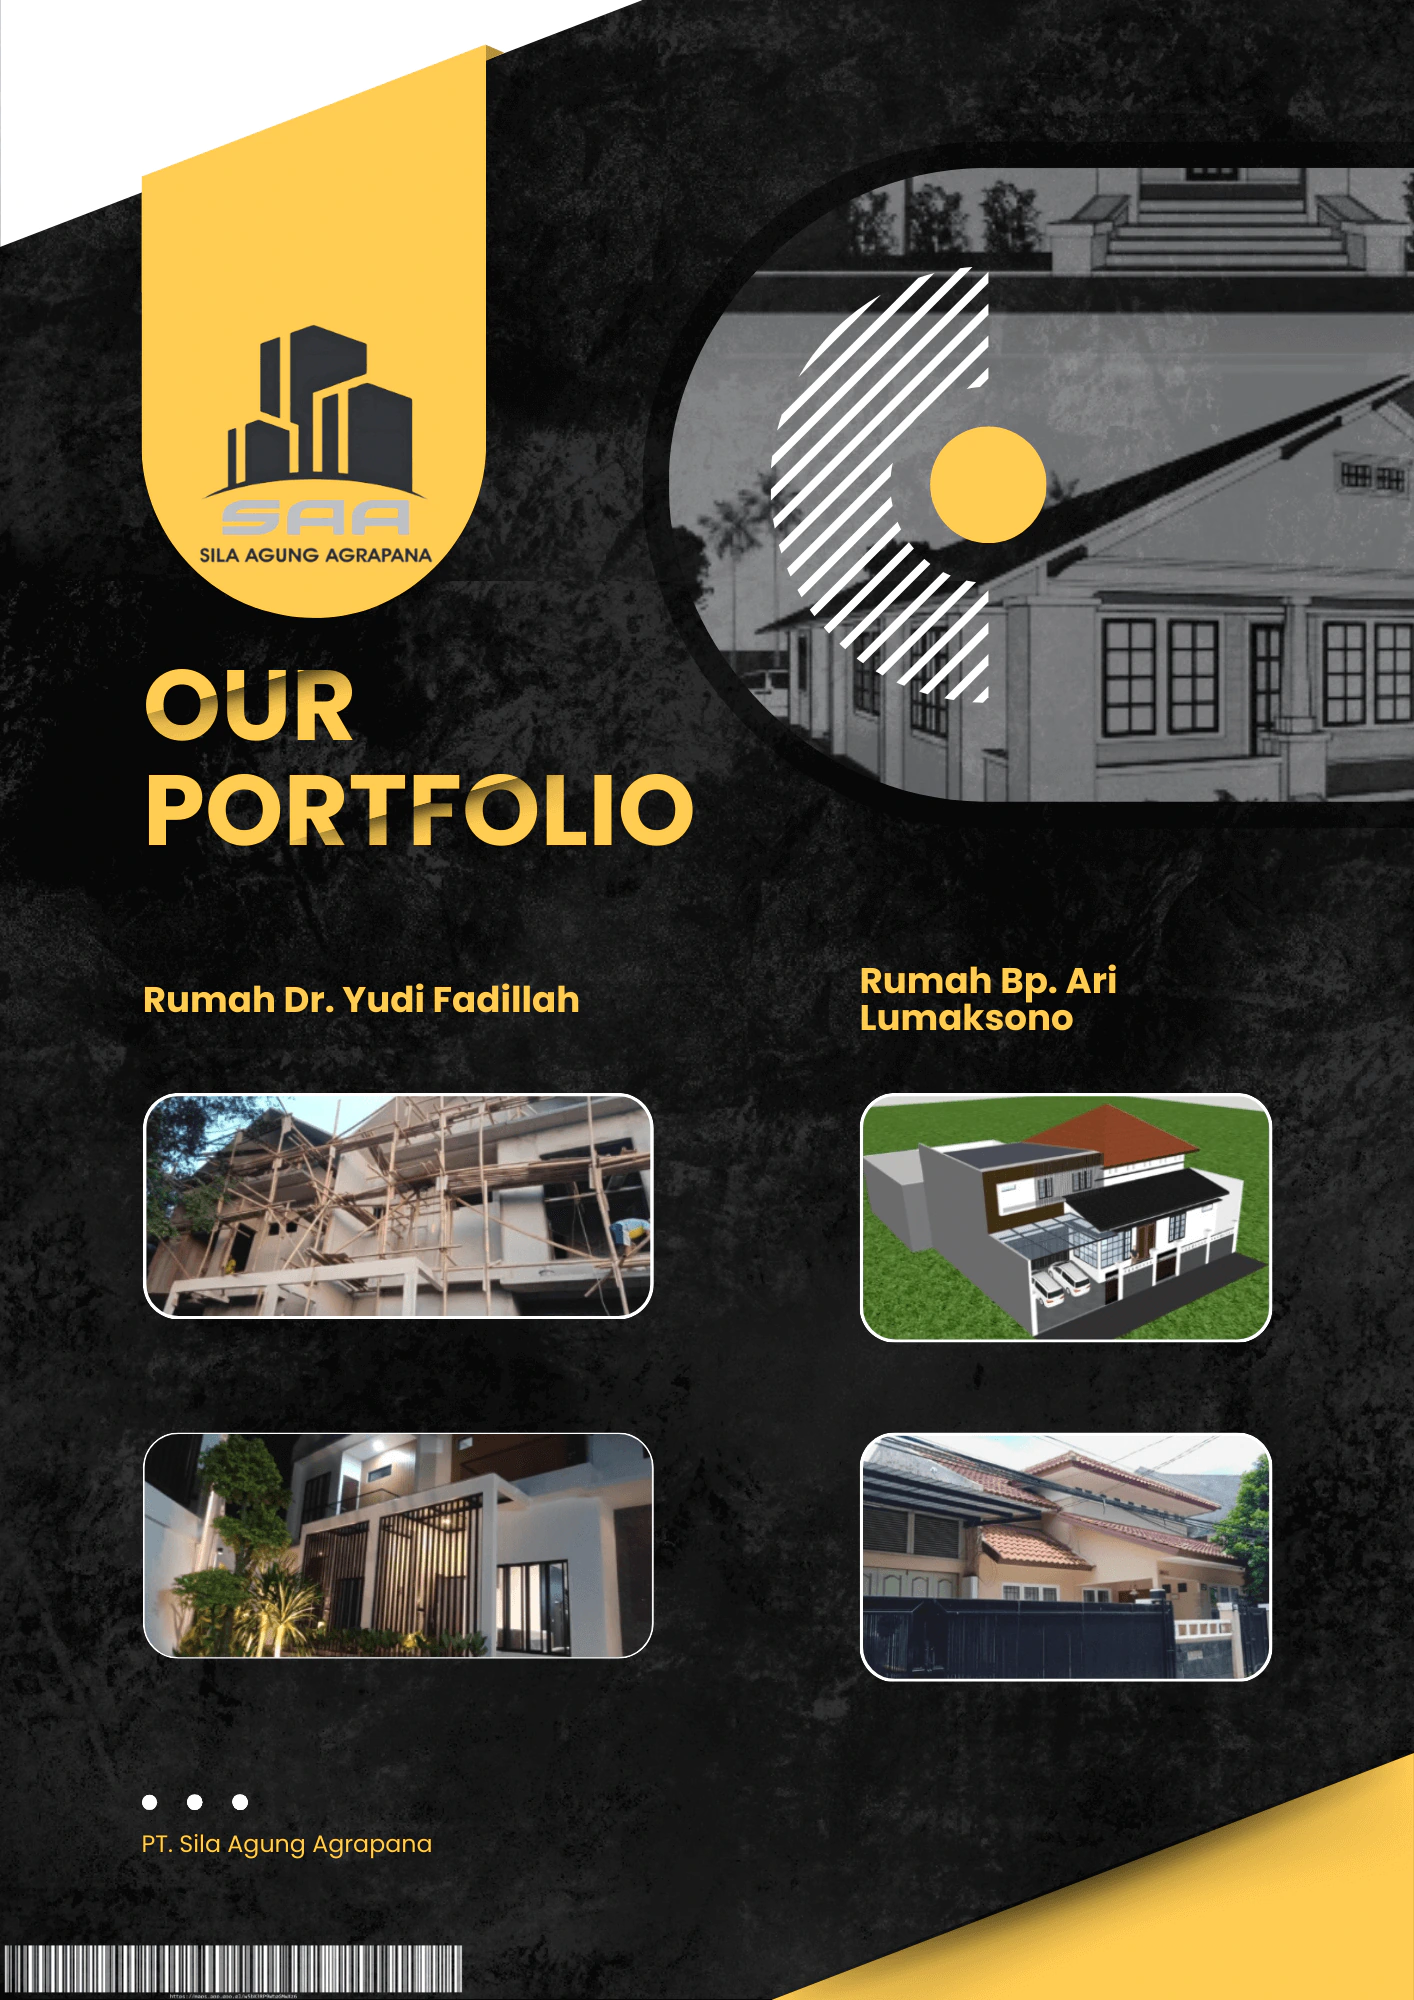 SAA
SILA AGUNG AGRAPANA
OUR
PORTFOLIO
Rumah Dr. Yudi Fadillah
Rumah Bp. Ari
Lumaksono
PT. Sila Agung Agrapana